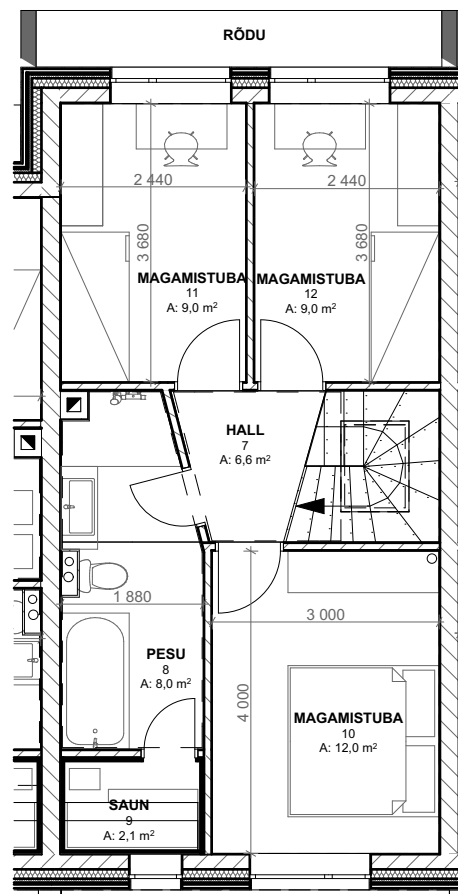 RÕDU
2 440
2 440
3 680
3 680
MAGAMISTUBA
11
A: 9,0 m²
MAGAMISTUBA
12
A: 9,0 m²
HALL
7
A: 6,6 m²
1 880
3 000
PESU
8
A: 8,0 m²
4 000
MAGAMISTUBA
10
A: 12,0 m²
SAUN
9
A: 2,1 m²